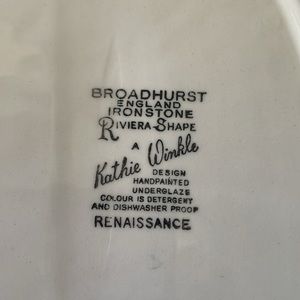 BROADHURST
ENGLAND
IRONSTONE
RIVIERA SHAPE
A
Kathie Winkle
DESIGN
HANDPAINTED
UNDERGLAZE
COLOUR IS DETERGENT
AND DISHWASHER PROOF
RENAISSANCE